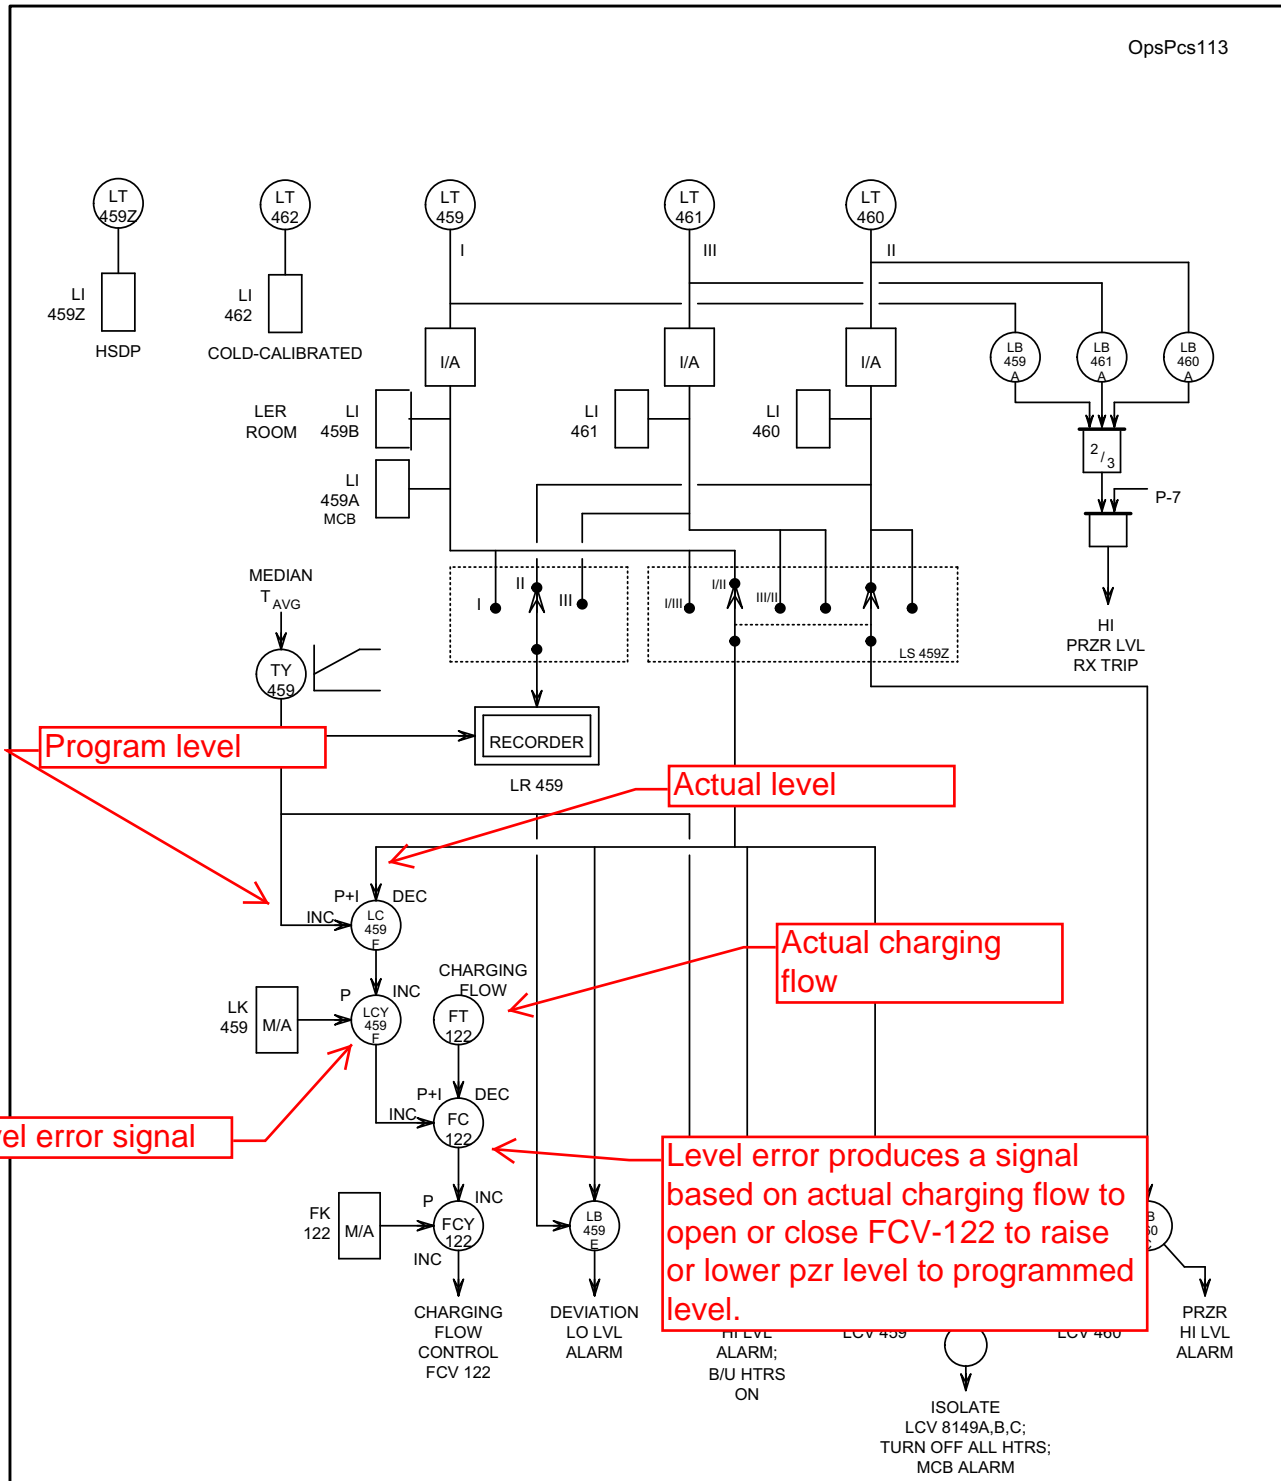 OpsPcs113
LT
459Z
LT
462
LT
459
LT
461
LT
460
I
III
II
LI
459Z
HSDP
LI
462
COLD-CALIBRATED
I/A
I/A
I/A
LB
459
A
LB
461
A
LB
460
A
LER
ROOM
LI
459B
LI
461
LI
460
2/3
LI
459A
MCB
P-7
MEDIAN
T AVG
I
II
III
I/III
I/II
III/II
LS 459Z
HI
PRZR LVL
RX TRIP
TY
459
Program level
RECORDER
LR 459
Actual level
P+I
DEC
INC
LC
459
F
Actual charging
flow
CHARGING
FLOW
LK
459
M/A
P
INC
LCY
459
F
FT
122
P+I
DEC
INC
FC
122
error signal
Level error produces a signal
based on actual charging flow to
open or close FCV-122 to raise
or lower pzr level to programmed
level.
FK
122
M/A
P
INC
FCY
122
INC
LB
459
E
CHARGING
FLOW
CONTROL
FCV 122
DEVIATION
LO LVL
ALARM
HI LVL
ALARM;
B/U HTRS
ON
LCV 459
LCV 460
PRZR
HI LVL
ALARM
ISOLATE
LCV 8149A,B,C;
TURN OFF ALL HTRS;
MCB ALARM